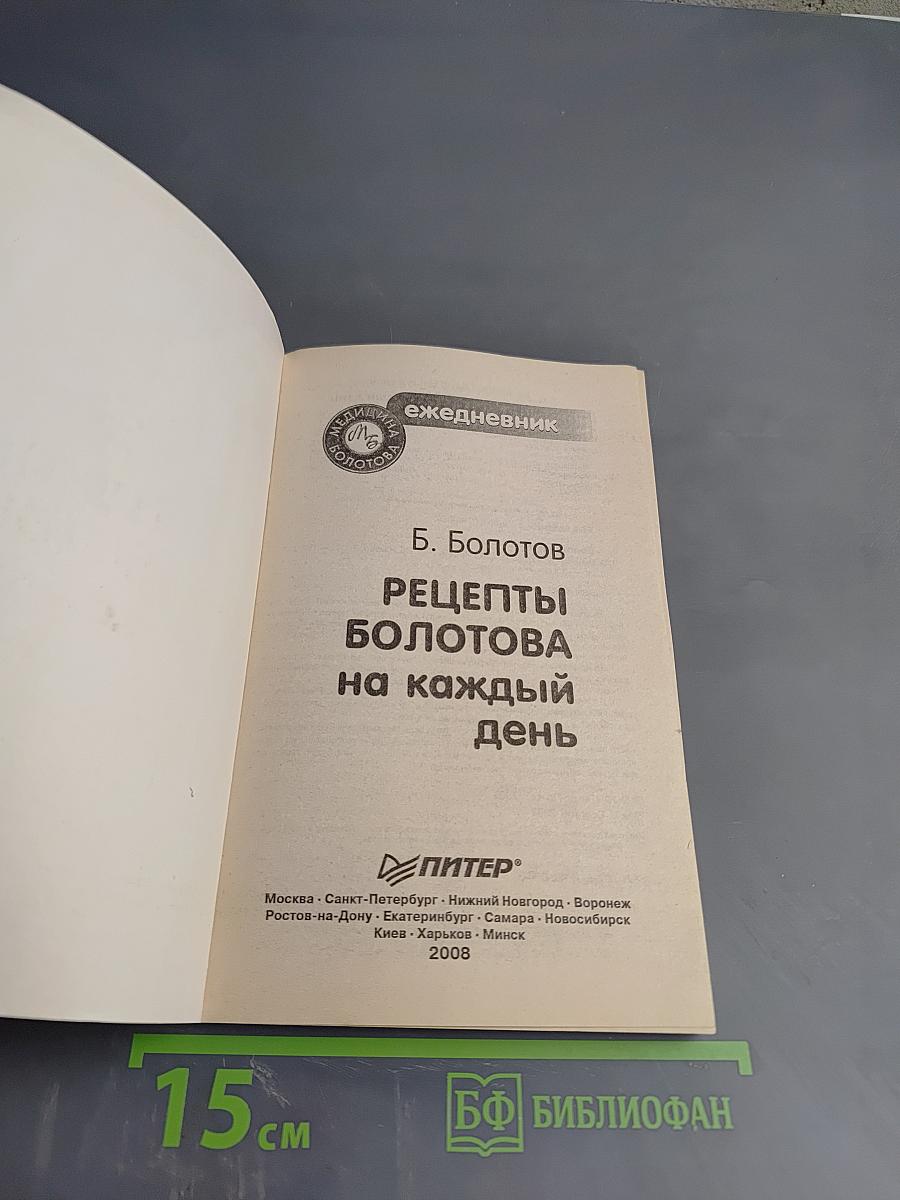 МЕДИЦИНА
БОЛОТОВА
МБ
ежедневник
Б. Болотов
РЕЦЕПТЫ
БОЛОТОВА
на каждый
день
ПИТЕР®
Москва · Санкт-Петербург · Нижний Новгород · Воронеж
Ростов-на-Дону · Екатеринбург · Самара · Новосибирск
Киев · Харьков · Минск
2008
15 см
БФ БИБЛИОФАН